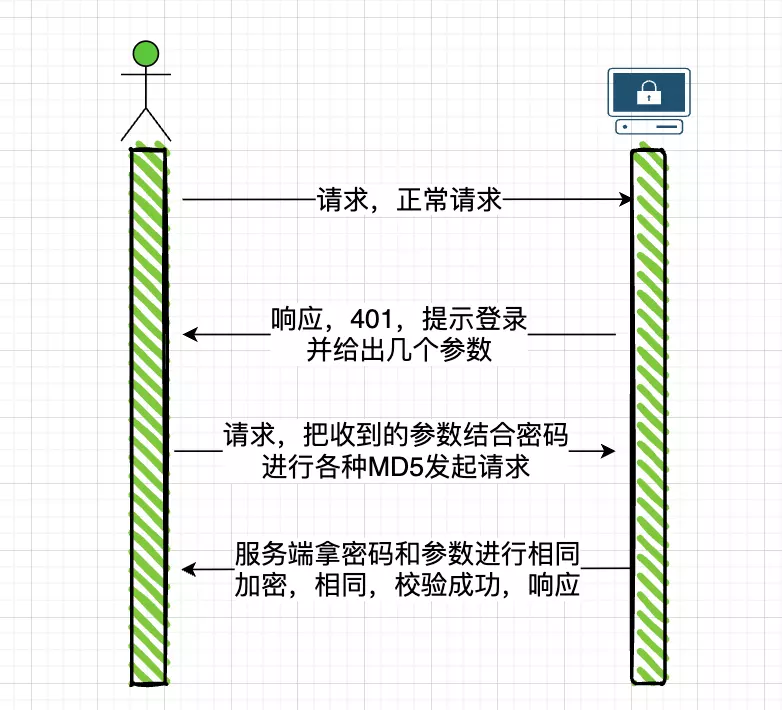 请求，正常请求
响应，401，提示登录
并给出几个参数
请求，把收到的参数结合密码
进行各种MD5发起请求
服务端拿密码和参数进行相同
加密，相同，校验成功，响应